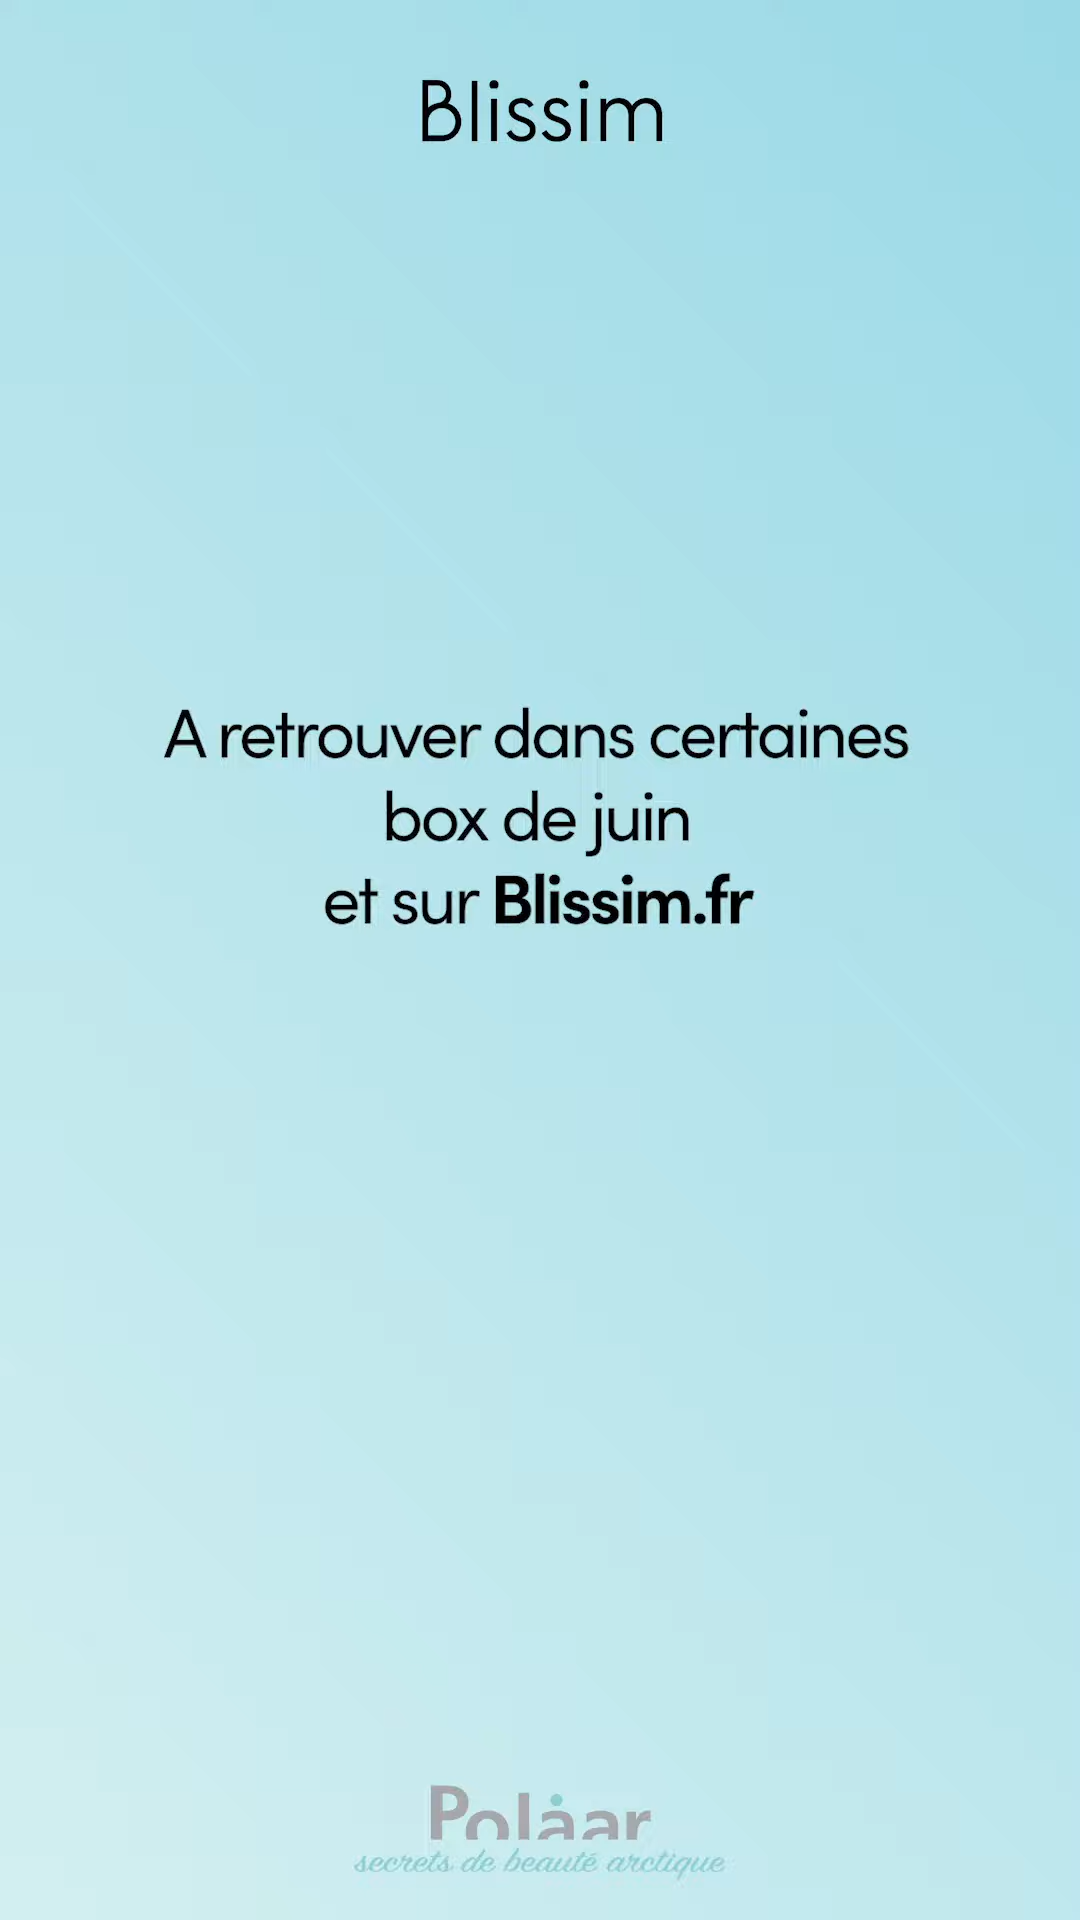 Blissim
A retrouver dans certaines
box de juin
et sur Blissim.fr
Polaar
secrets de beauté arctique